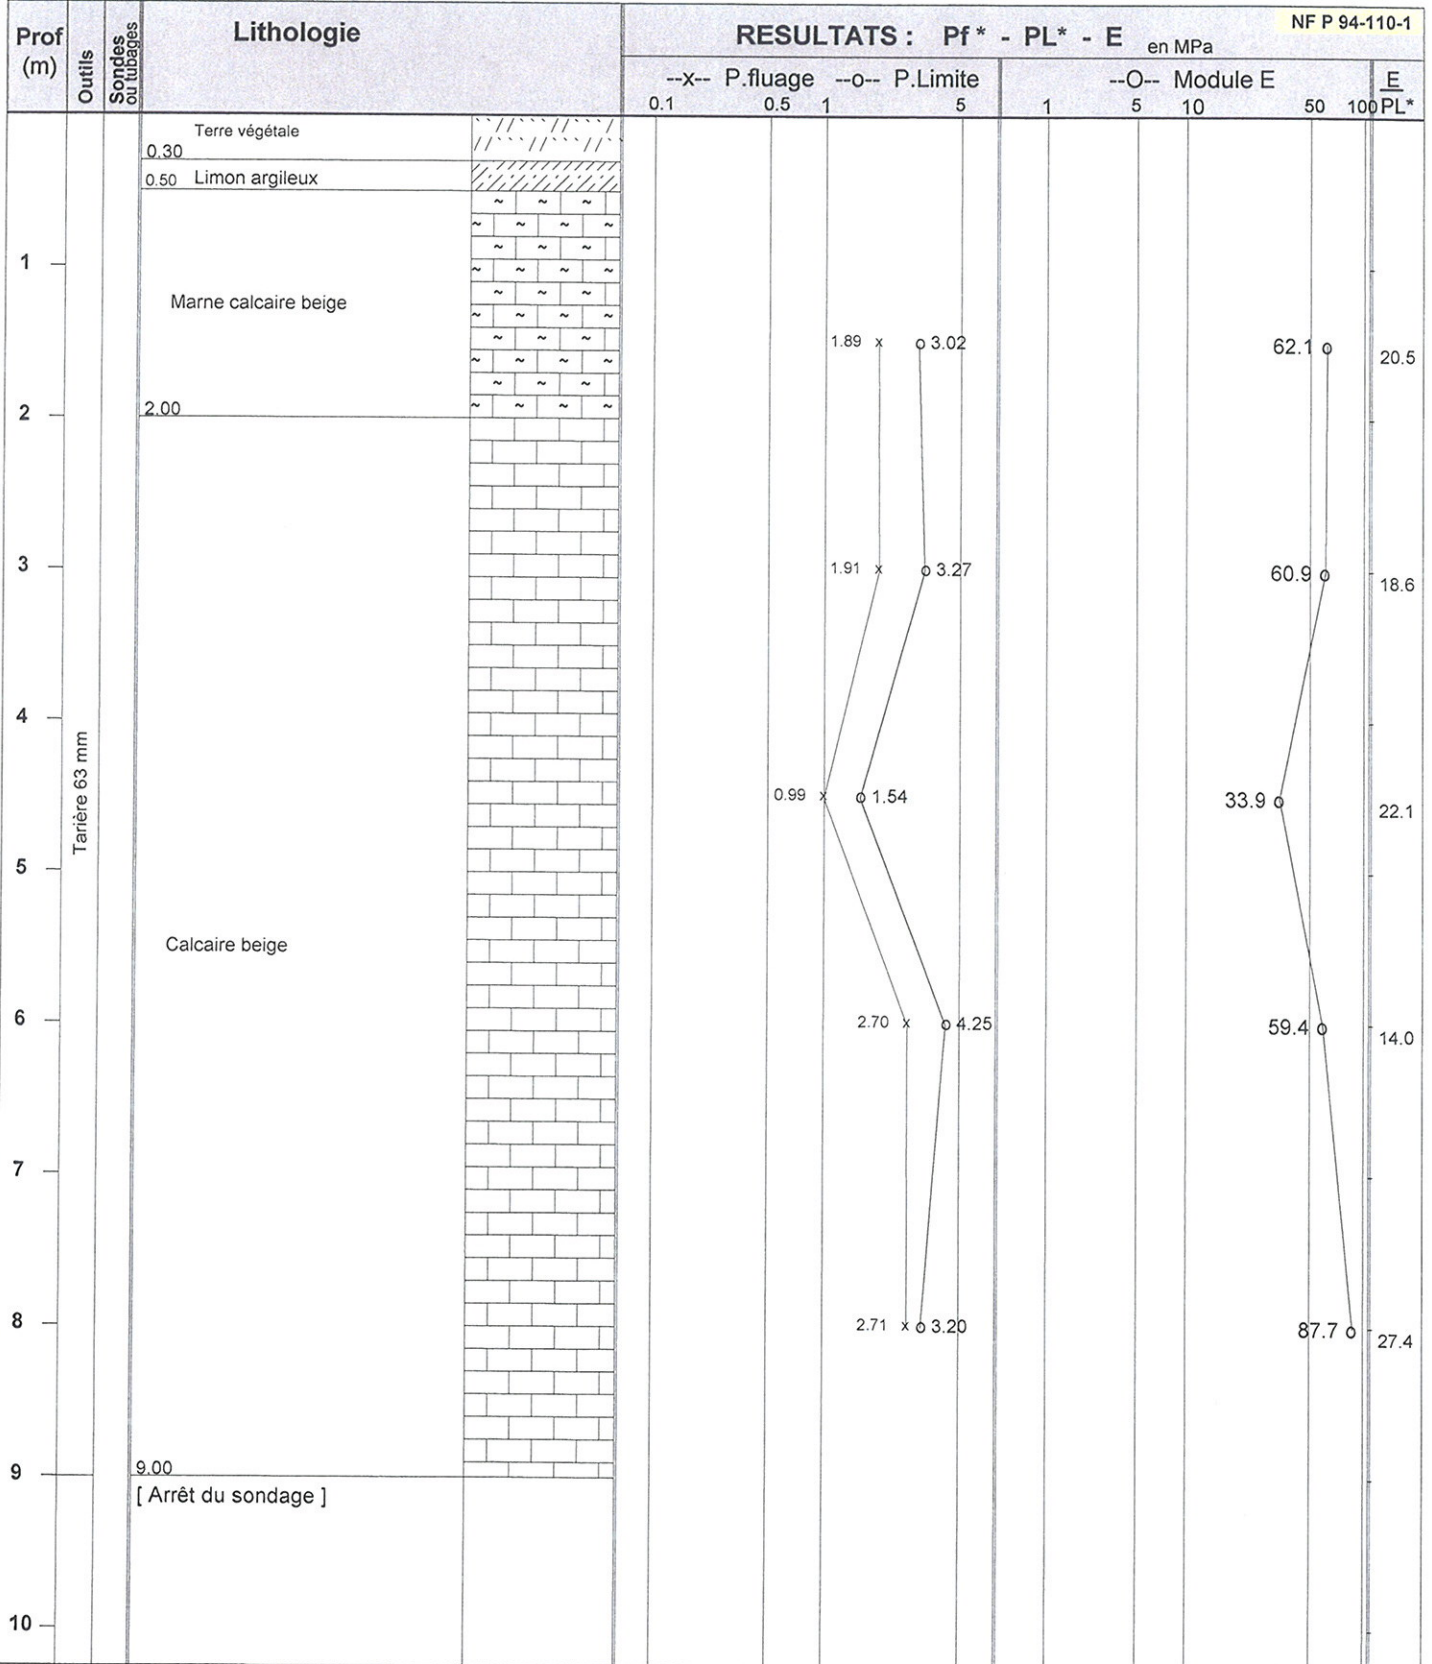 Prof
(m)
Outils
Sondes
ou tubages
Lithologie
RESULTATS : Pf * - PL* - E en MPa
NF P 94-110-1
--x-- P.fluage --o-- P.Limite
--O-- Module E
E
PL*
0.1 0.5 1 5 1 5 10 50 100
Terre végétale
0.30
0.50 Limon argileux
1
Marne calcaire beige
1.89 x o 3.02 62.1 o 20.5
2
2.00
3
1.91 x o 3.27 60.9 o 18.6
4
Tarière 63 mm
0.99 x o 1.54 33.9 o 22.1
5
Calcaire beige
6
2.70 x o 4.25 59.4 o 14.0
7
8
2.71 x o 3.20 87.7 o 27.4
9
9.00
[ Arrêt du sondage ]
10